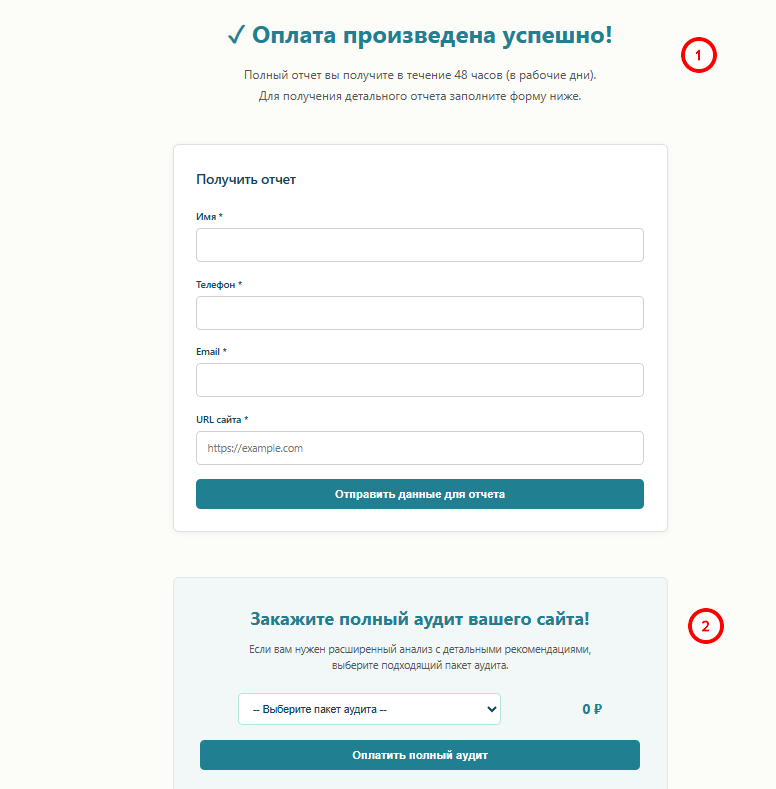 ✓ Оплата произведена успешно!
1
Полный отчет вы получите в течение 48 часов (в рабочие дни).
Для получения детального отчета заполните форму ниже.
Получить отчет
Имя *
Телефон *
Email *
URL сайта *
https://example.com
Отправить данные для отчета
Закажите полный аудит вашего сайта!
2
Если вам нужен расширенный анализ с детальными рекомендациями,
выберите подходящий пакет аудита.
-- Выберите пакет аудита --
0 ₽
Оплатить полный аудит